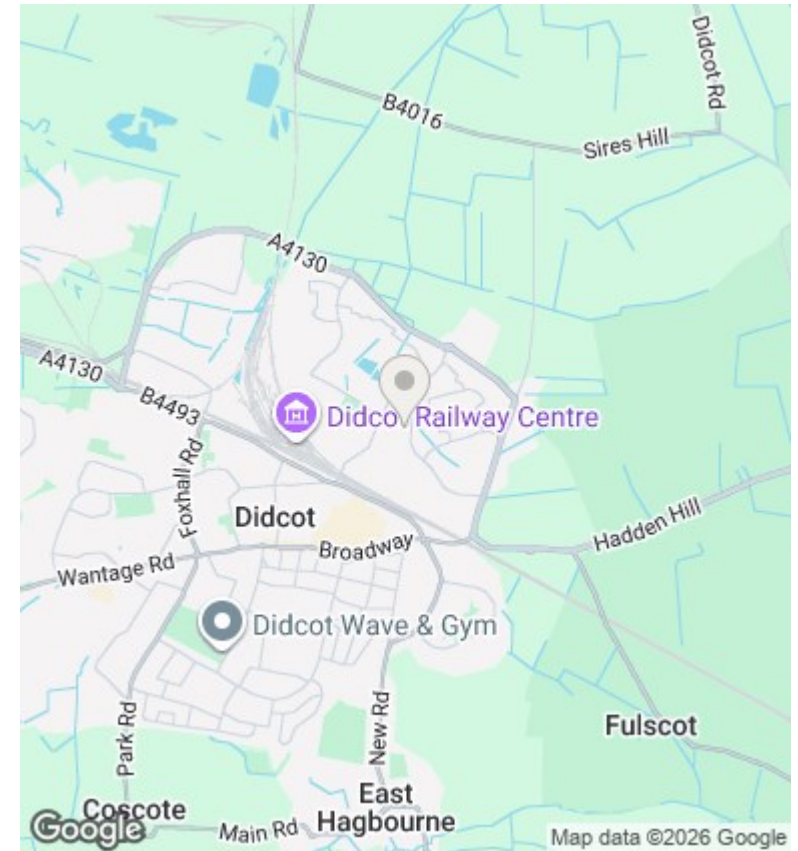 Didcot Rd
B4016
Sires Hill
A4130
A4130
B4493
Didcot Railway Centre
Foxhall Rd
Didcot
Hadden Hill
Broadway
Wantage Rd
Didcot Wave & Gym
New Rd
Park Rd
Fulscot
Coscote
East
Hagbourne
Main Rd
Google
Map data ©2026 Google